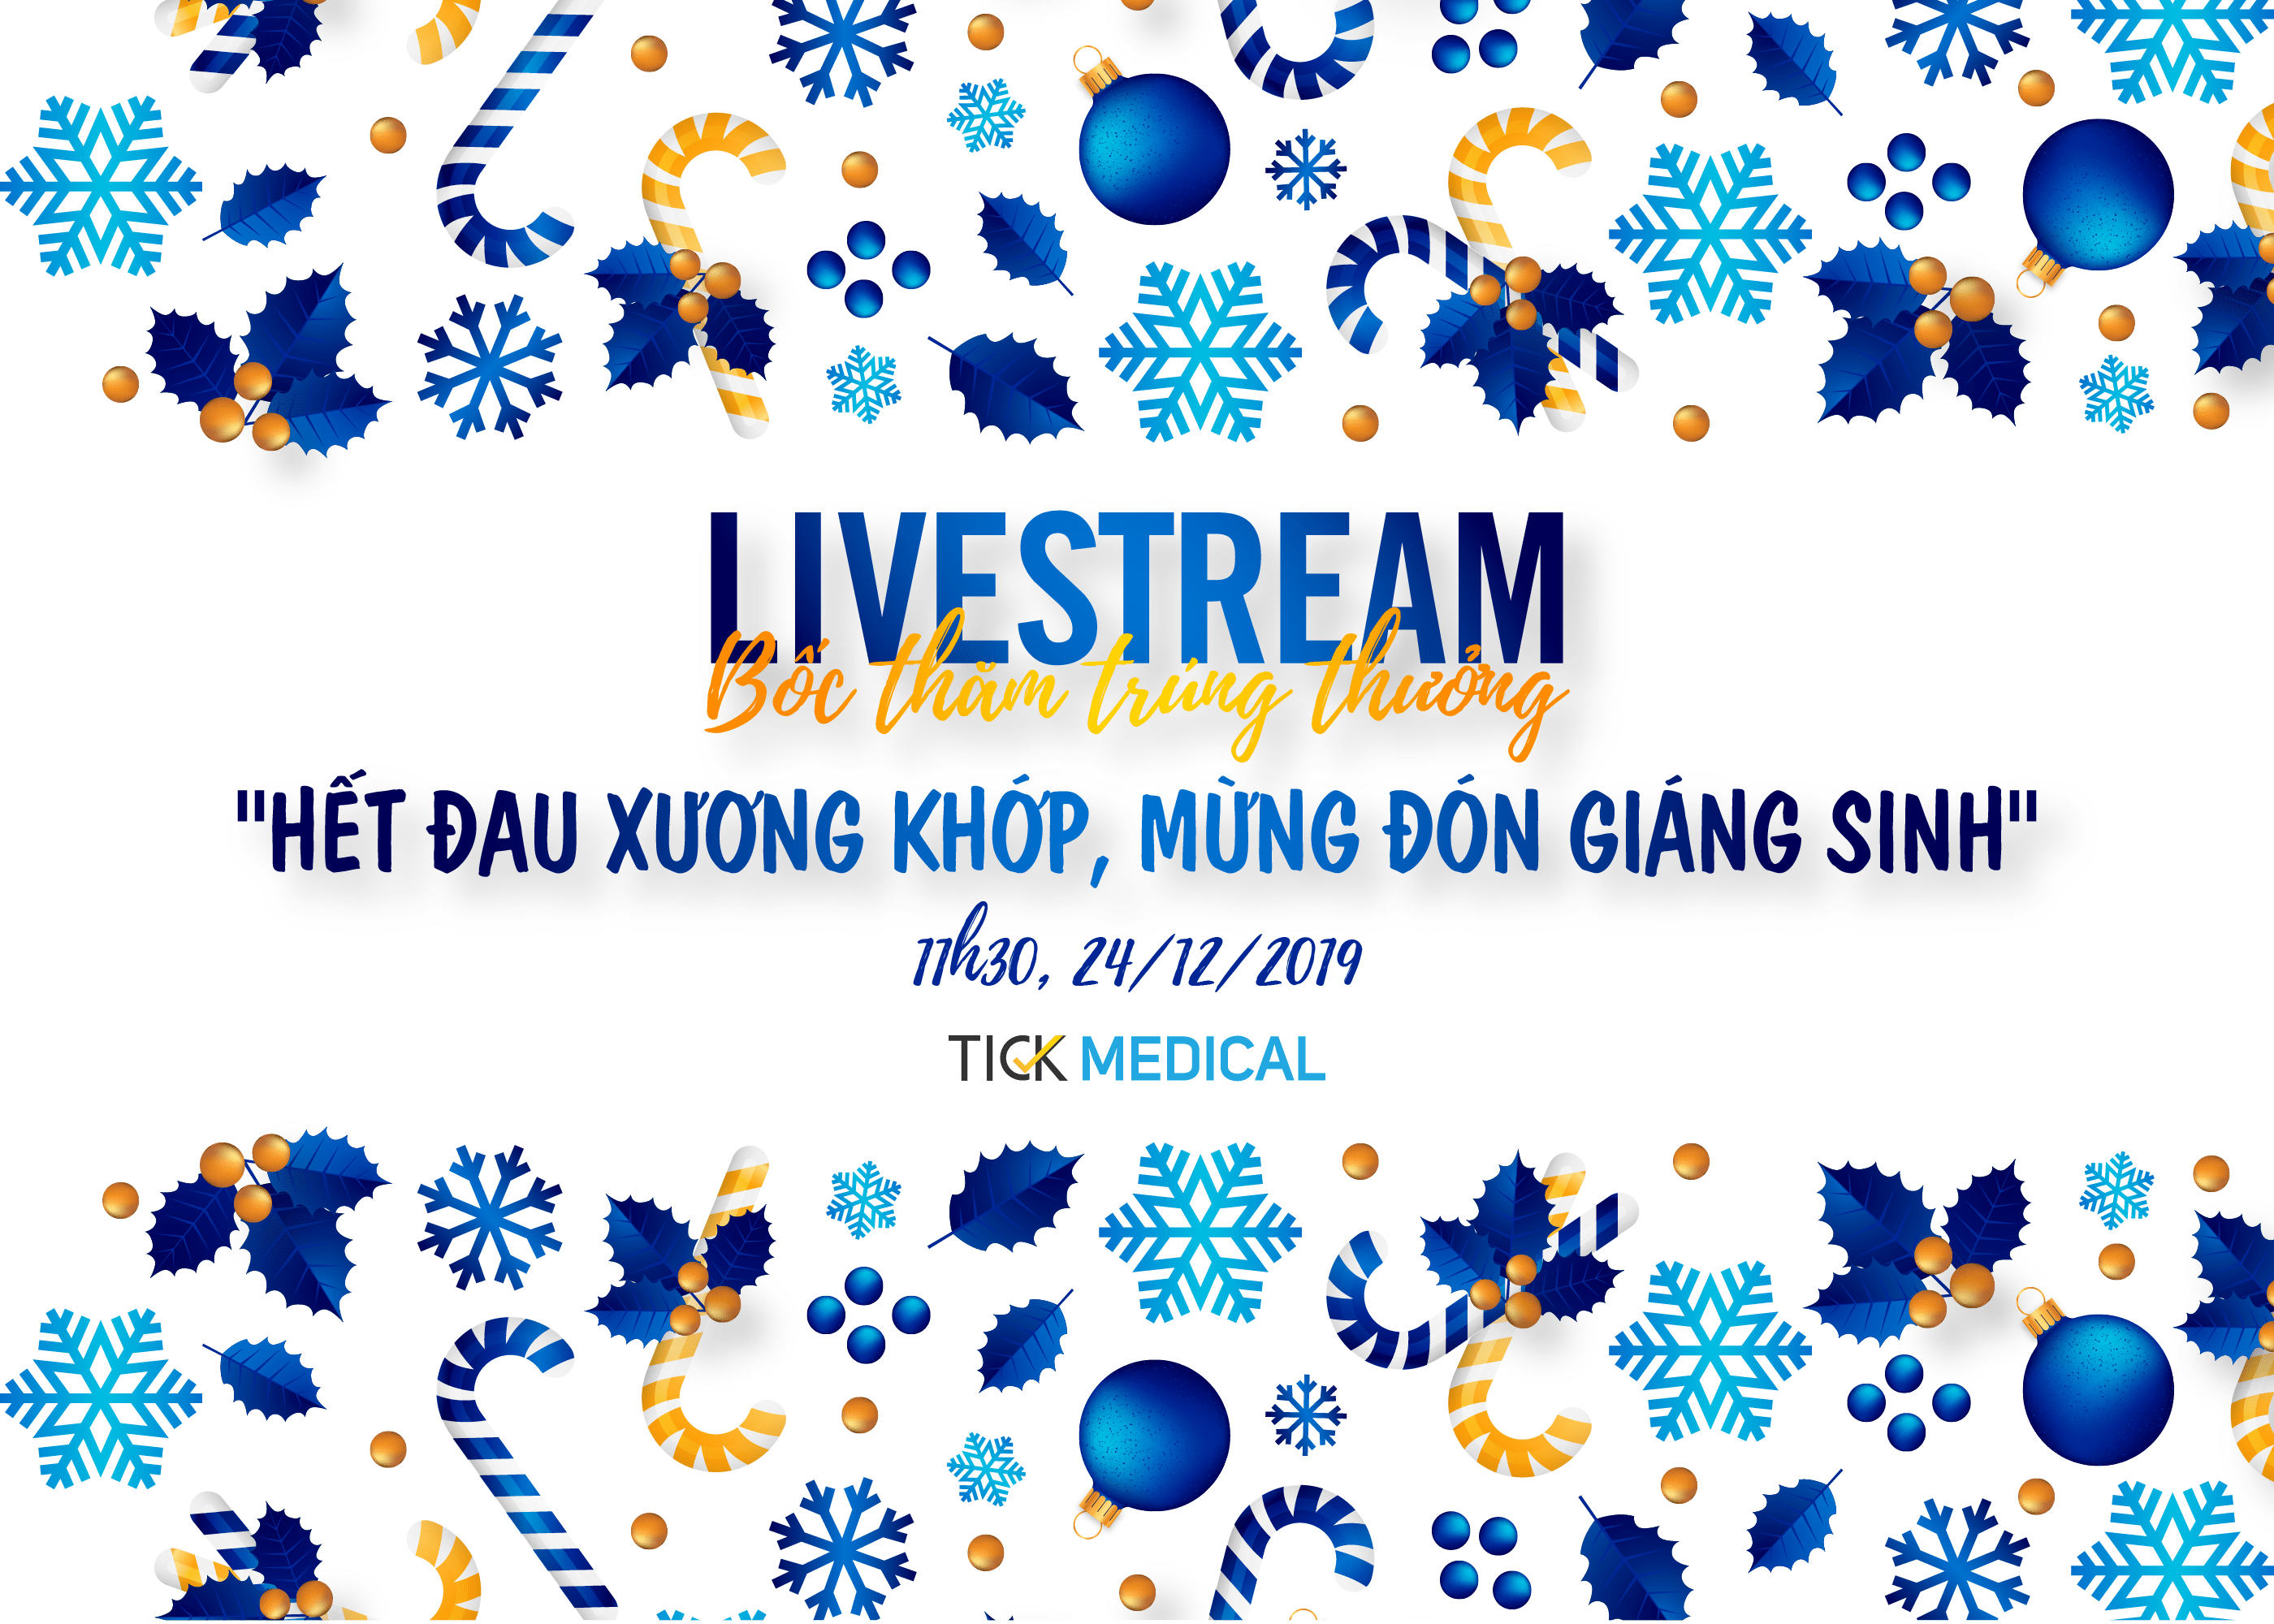 LIVESTREAM
Bốc thăm trúng thưởng
"HẾT ĐAU XƯƠNG KHỚP, MỪNG ĐÓN GIÁNG SINH"
11h30, 24/12/2019
TICK MEDICAL